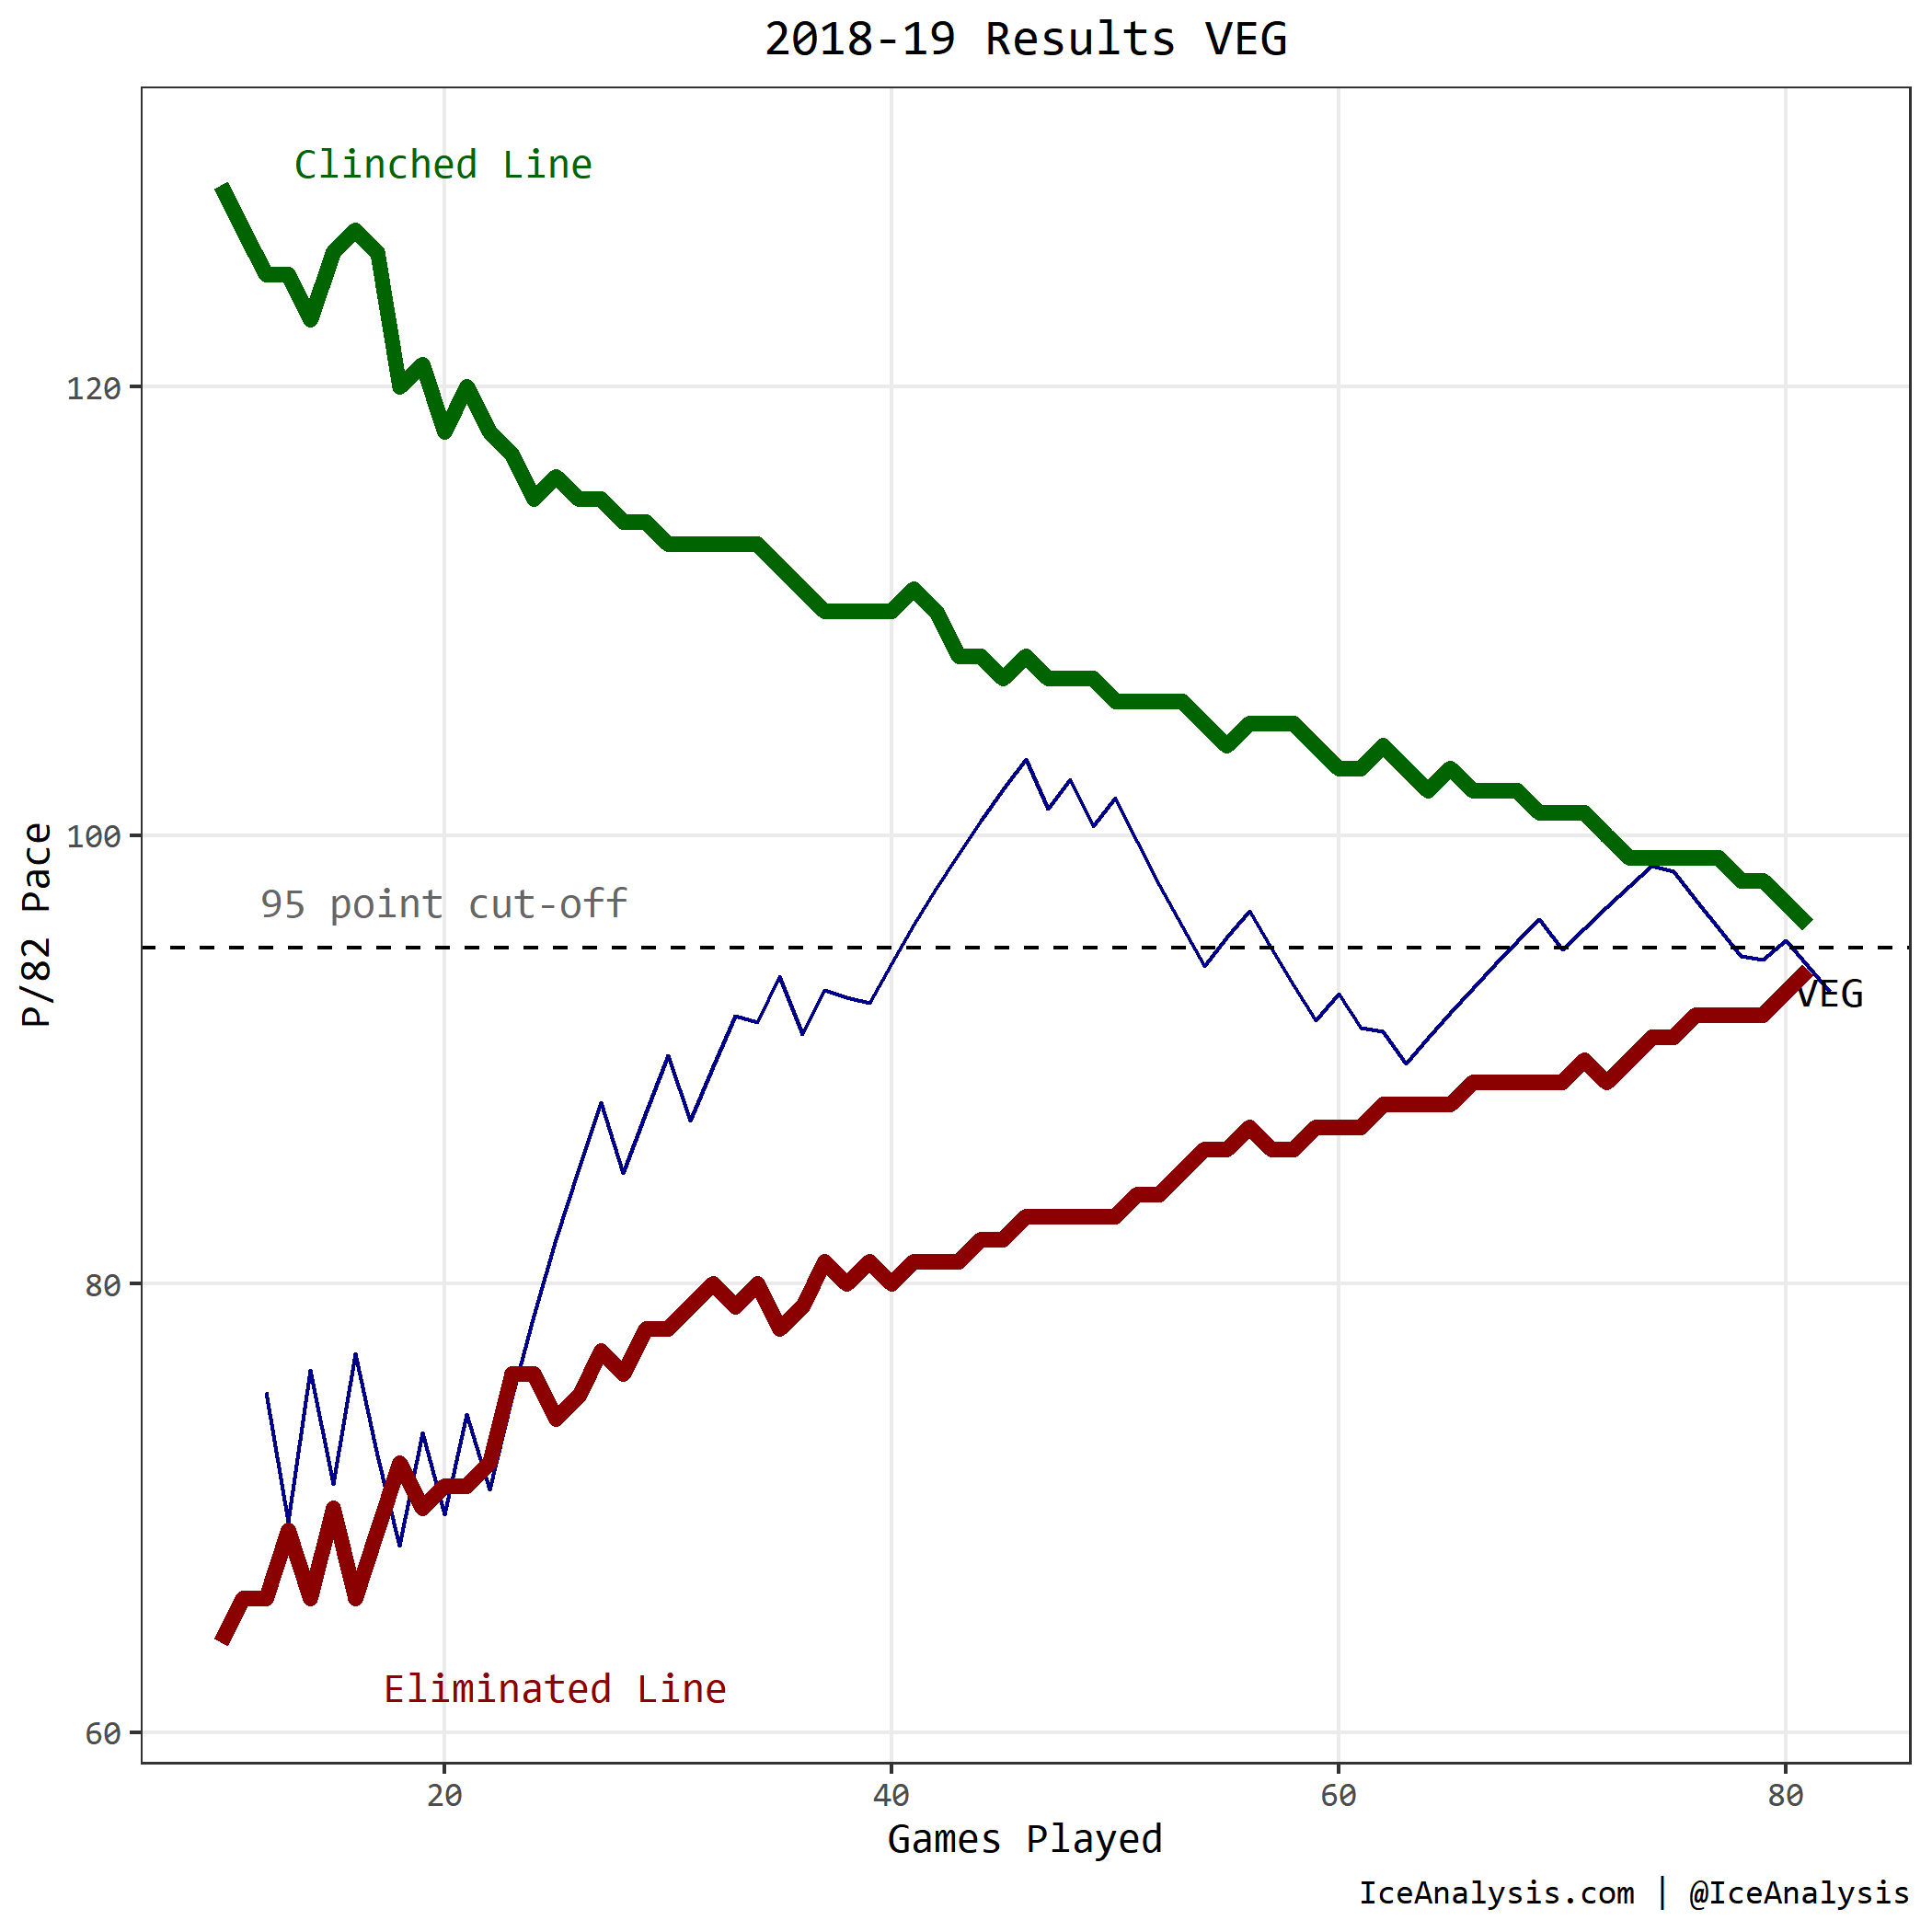 2018-19 Results VEG
Clinched Line
120
P/82 Pace
100
95 point cut-off
VEG
80
Eliminated Line
60
20 40 60 80
Games Played
IceAnalysis.com | @IceAnalysis